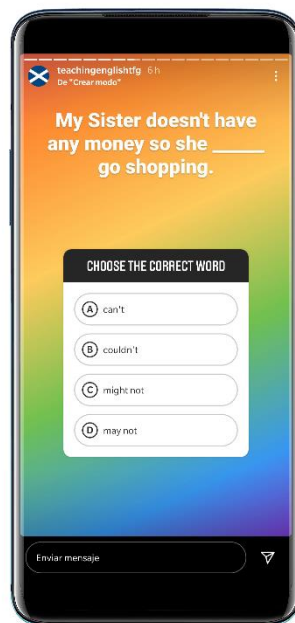 teachingenglishtfg 6 h
De "Crear modo"
My Sister doesn't have
any money so she _____
go shopping.
CHOOSE THE CORRECT WORD
A can't
B couldn't
C might not
D may not
Enviar mensaje